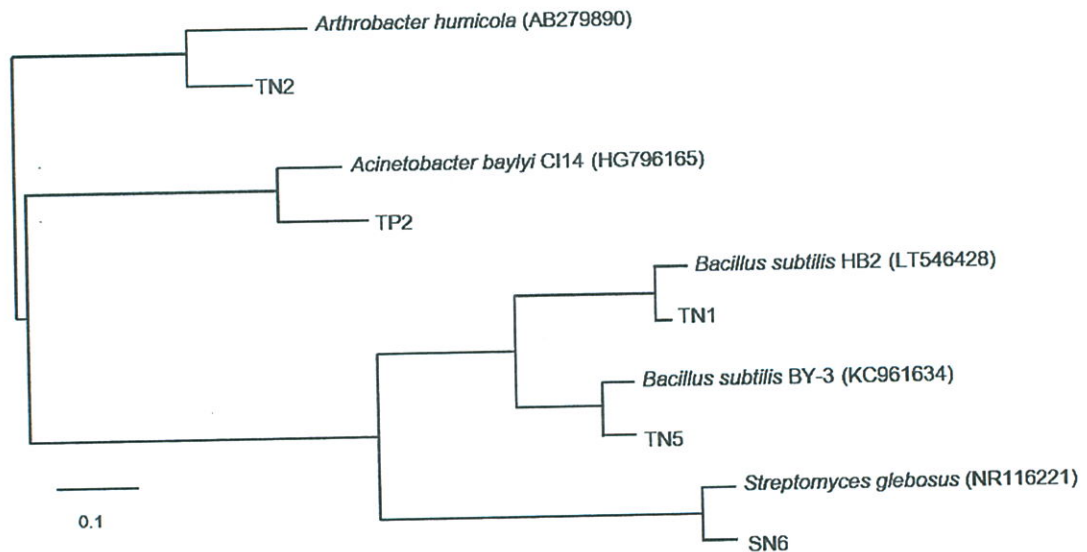 Arthrobacter humicola (AB279890)
TN2
Acinetobacter baylyi CI14 (HG796165)
TP2
Bacillus subtilis HB2 (LT546428)
TN1
Bacillus subtilis BY-3 (KC961634)
TN5
Streptomyces glebosus (NR116221)
SN6
0.1